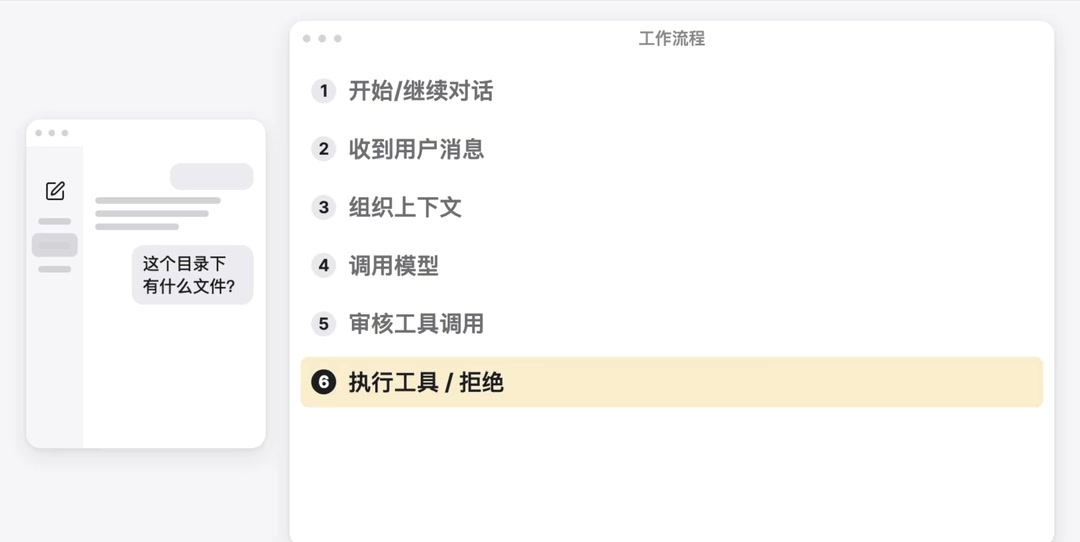 工作流程
1 开始/继续对话
2 收到用户消息
3 组织上下文
4 调用模型
5 审核工具调用
6 执行工具 / 拒绝
这个目录下
有什么文件?